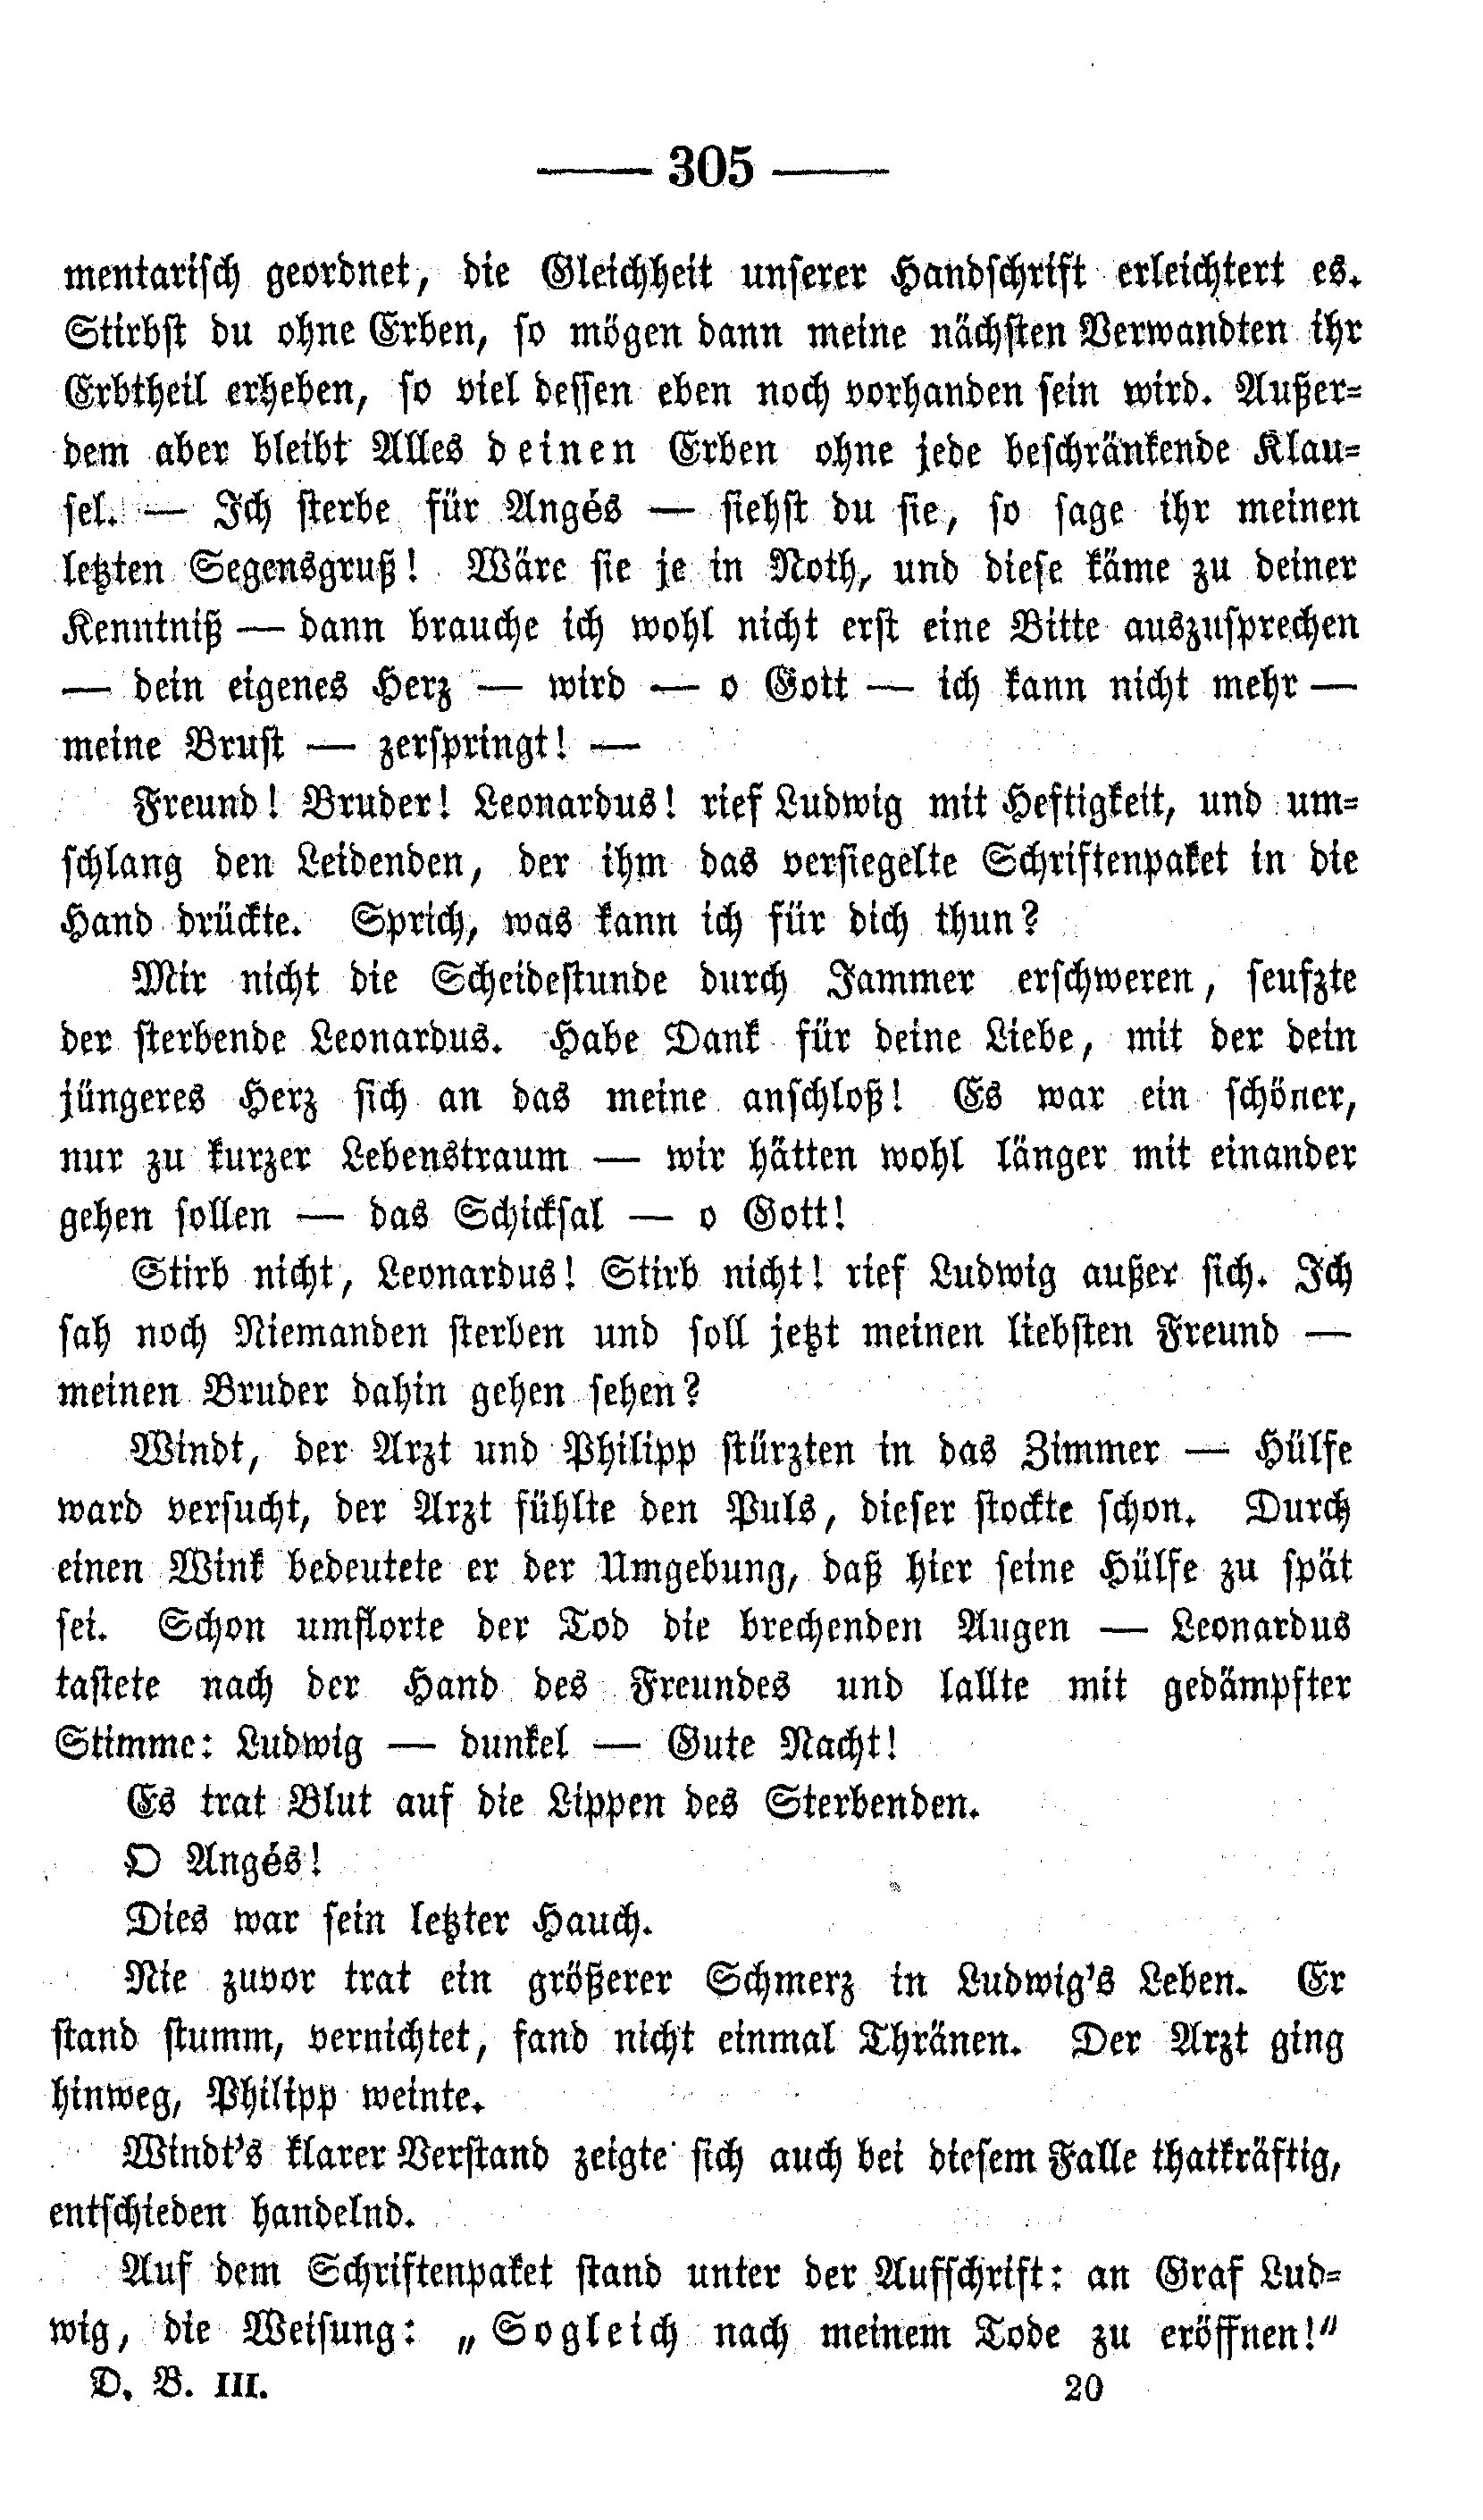 — 305 —
mentarisch geordnet, die Gleichheit unserer Handschrift erleichtert es.
Stirbst du ohne Erben, so mögen dann meine nächsten Verwandten ihr
Erbtheil erheben, so viel dessen eben noch vorhanden sein wird. Außer=
dem aber bleibt Alles deinen Erben ohne jede beschränkende Klau=
sel. — Ich sterbe für Angés — siehst du sie, so sage ihr meinen
letzten Segensgruß! Wäre sie je in Noth, und diese käme zu deiner
Kenntniß — dann brauche ich wohl nicht erst eine Bitte auszusprechen
— dein eigenes Herz — wird — o Gott — ich kann nicht mehr —
meine Brust — zerspringt! —
Freund! Bruder! Leonardus! rief Ludwig mit Heftigkeit, und um=
schlang den Leidenden, der ihm das versiegelte Schriftenpaket in die
Hand drückte. Sprich, was kann ich für dich thun?
Mir nicht die Scheidestunde durch Jammer erschweren, seufzte
der sterbende Leonardus. Habe Dank für deine Liebe, mit der dein
jüngeres Herz sich an das meine anschloß! Es war ein schöner,
nur zu kurzer Lebenstraum — wir hätten wohl länger mit einander
gehen sollen — das Schicksal — o Gott!
Stirb nicht, Leonardus! Stirb nicht! rief Ludwig außer sich. Ich
sah noch Niemanden sterben und soll jetzt meinen liebsten Freund —
meinen Bruder dahin gehen sehen?
Windt, der Arzt und Philipp stürzten in das Zimmer — Hülfe
ward versucht, der Arzt fühlte den Puls, dieser stockte schon. Durch
einen Wink bedeutete er der Umgebung, daß hier seine Hülfe zu spät
sei. Schon umflorte der Tod die brechenden Augen — Leonardus
tastete nach der Hand des Freundes und lallte mit gedämpfter
Stimme: Ludwig — dunkel — Gute Nacht!
Es trat Blut auf die Lippen des Sterbenden.
O Angés!
Dies war sein letzter Hauch.
Nie zuvor trat ein größerer Schmerz in Ludwig's Leben. Er
stand stumm, vernichtet, fand nicht einmal Thränen. Der Arzt ging
hinweg, Philipp weinte.
Windt's klarer Verstand zeigte sich auch bei diesem Falle thatkräftig,
entschieden handelnd.
Auf dem Schriftenpaket stand unter der Aufschrift: an Graf Lud=
wig, die Weisung: „Sogleich nach meinem Tode zu eröffnen!“
D. B. III. 20